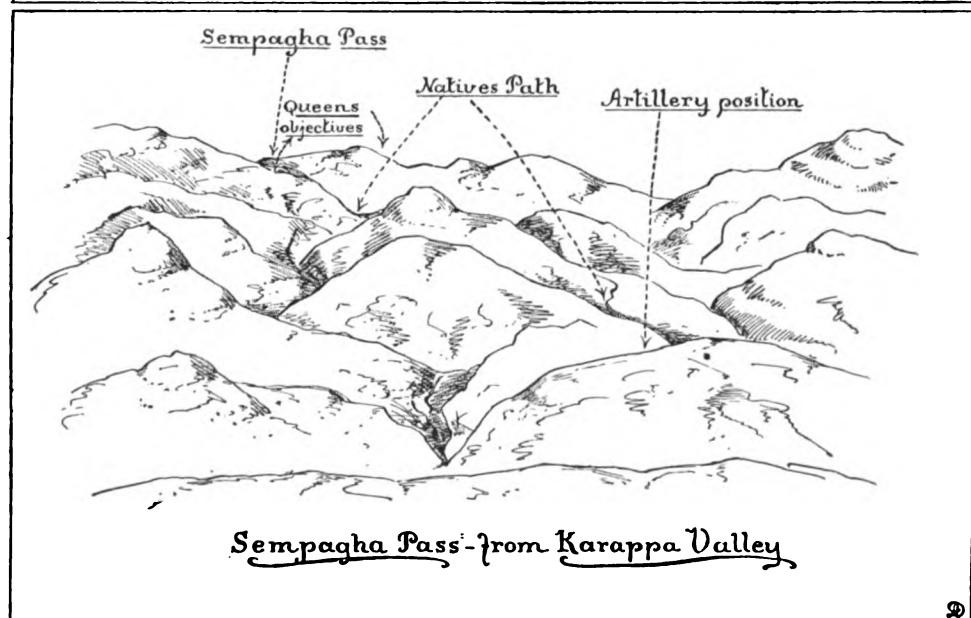 Sempagha Pass
Queens
objectives
Natives Path
Artillery position
Sempagha Pass - from Karappa Valley
D